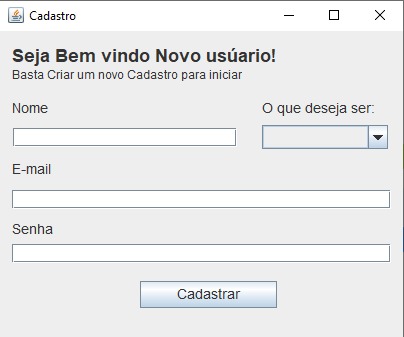 Cadastro
Seja Bem vindo Novo usúario!
Basta Criar um novo Cadastro para iniciar
Nome
O que deseja ser:
E-mail
Senha
Cadastrar